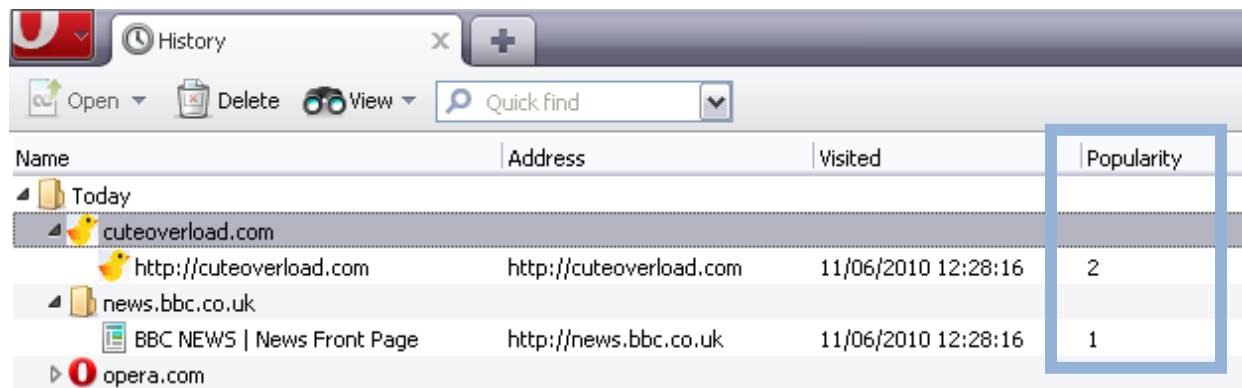 History
Open Delete View Quick find
Name Address Visited Popularity
Today
cuteoverload.com
http://cuteoverload.com http://cuteoverload.com 11/06/2010 12:28:16 2
news.bbc.co.uk
BBC NEWS | News Front Page http://news.bbc.co.uk 11/06/2010 12:28:16 1
opera.com